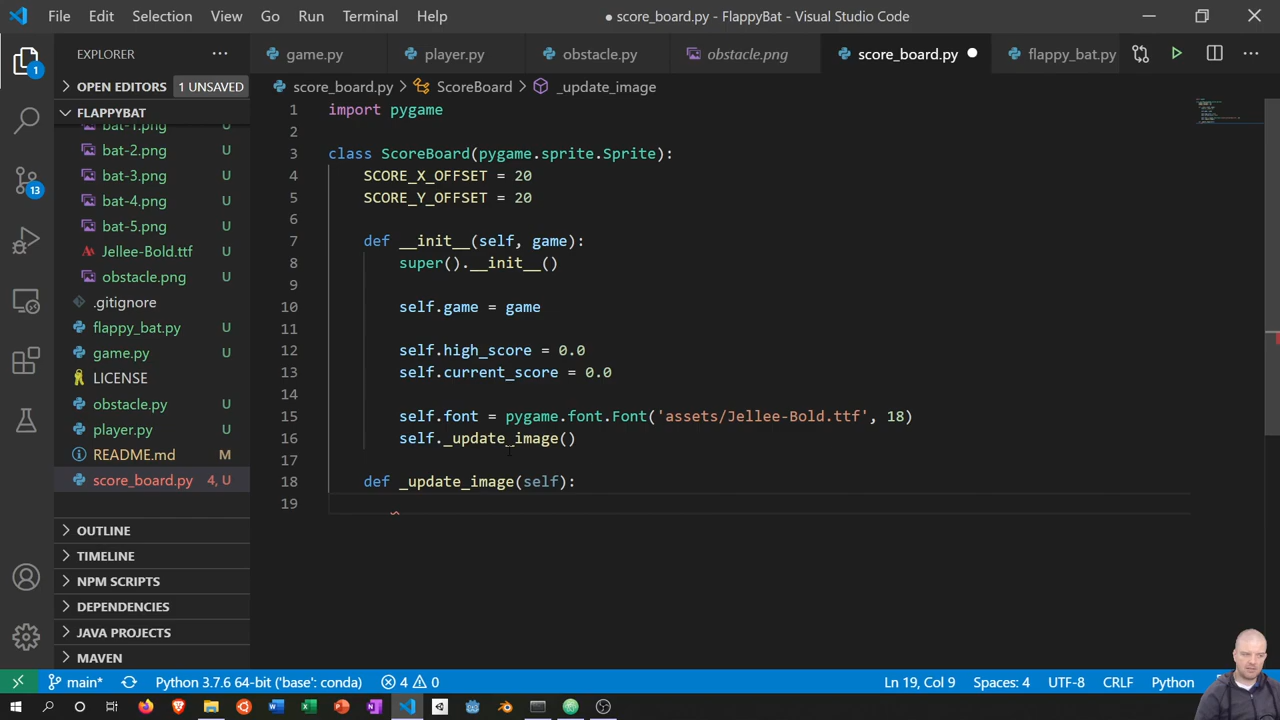 File Edit Selection View Go Run Terminal Help
● score_board.py - FlappyBat - Visual Studio Code
EXPLORER ···
game.py player.py obstacle.py obstacle.png score_board.py ● flappy_bat.py ···
OPEN EDITORS 1 UNSAVED
score_board.py > ScoreBoard > _update_image
FLAPPYBAT
bat-1.png U
bat-2.png U
bat-3.png U
bat-4.png U
bat-5.png U
Jellee-Bold.ttf U
obstacle.png U
.gitignore
flappy_bat.py U
game.py U
LICENSE
obstacle.py U
player.py U
README.md M
score_board.py 4, U
OUTLINE
TIMELINE
NPM SCRIPTS
DEPENDENCIES
JAVA PROJECTS
MAVEN
1
13
1 import pygame
2
3 class ScoreBoard(pygame.sprite.Sprite):
4 SCORE_X_OFFSET = 20
5 SCORE_Y_OFFSET = 20
6
7 def __init__(self, game):
8 super().__init__()
9
10 self.game = game
11
12 self.high_score = 0.0
13 self.current_score = 0.0
14
15 self.font = pygame.font.Font('assets/Jellee-Bold.ttf', 18)
16 self._update_image()
17
18 def _update_image(self):
19
main* Python 3.7.6 64-bit ('base': conda) 4 0 Ln 19, Col 9 Spaces: 4 UTF-8 CRLF Python